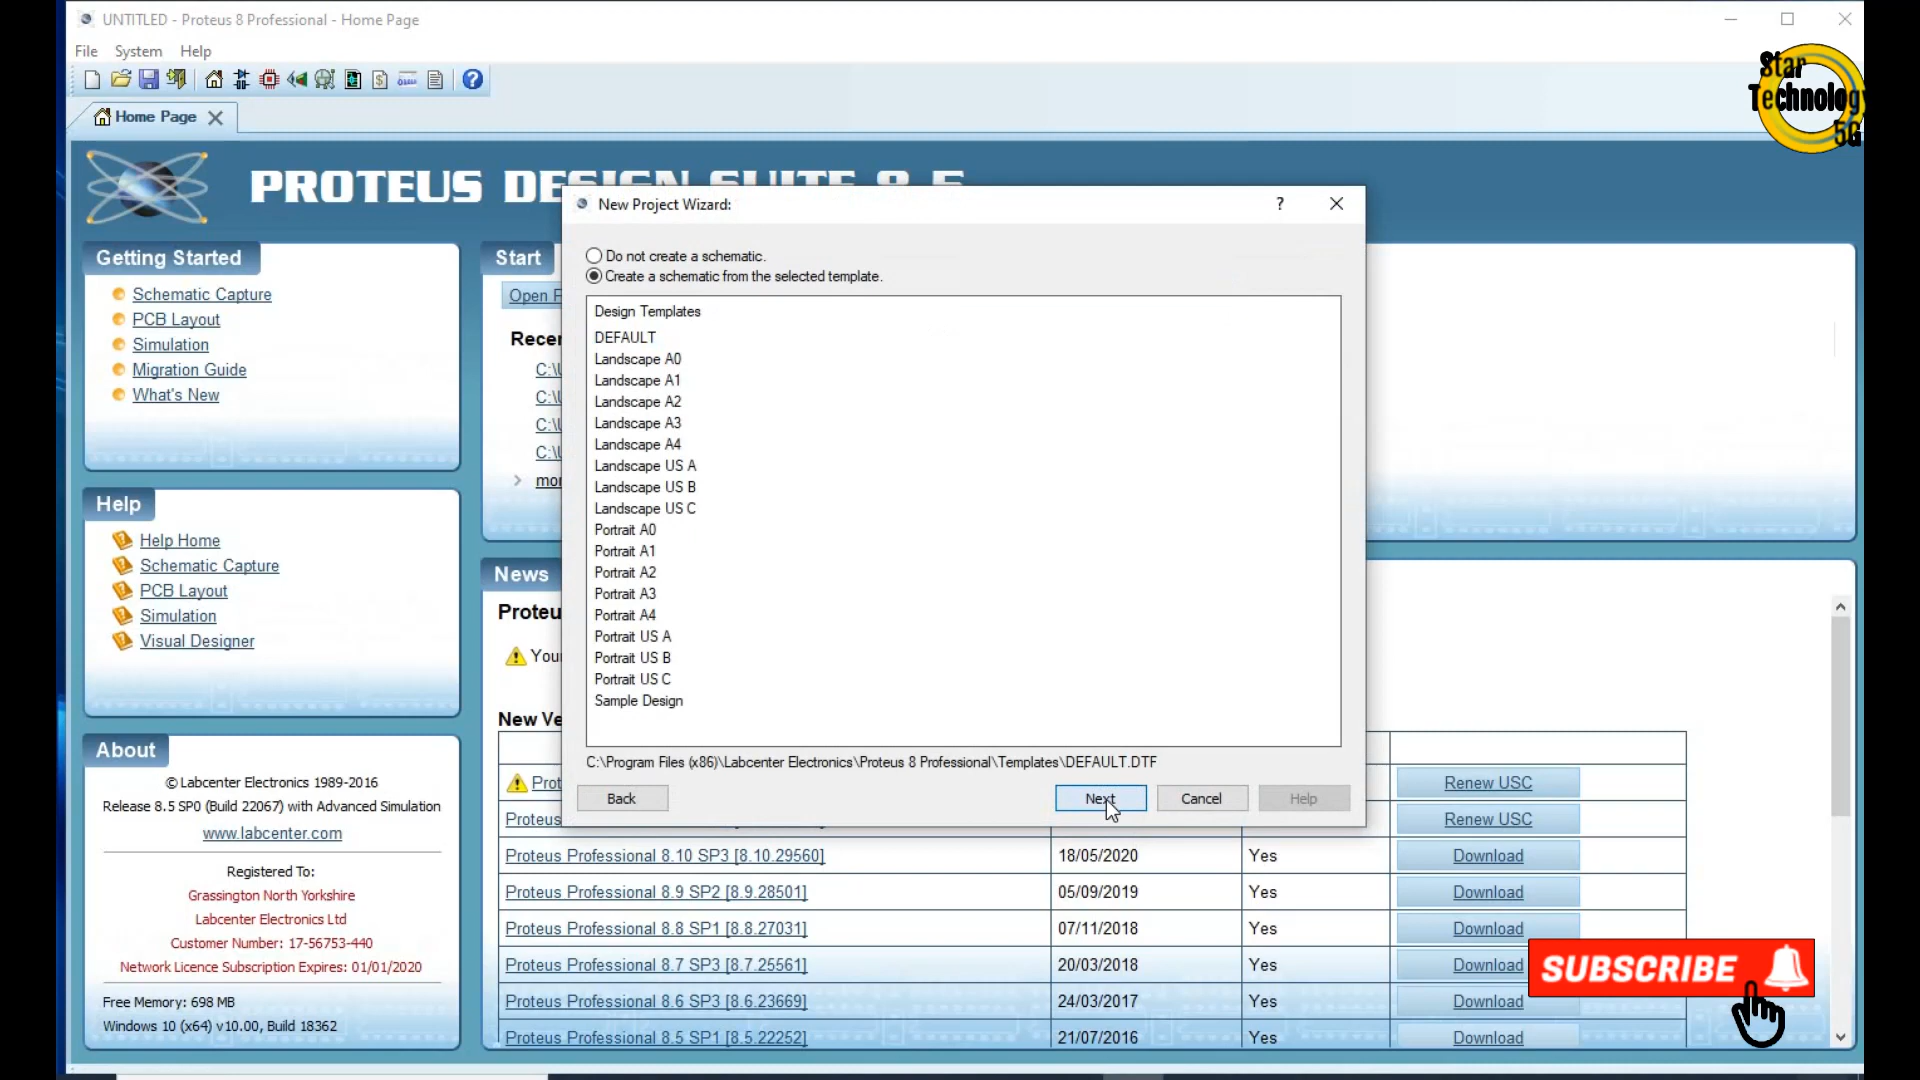 UNTITLED - Proteus 8 Professional - Home Page
File System Help
Home Page
Star
Technology
5G
PROTEUS DESIGN SUITE 8.5
New Project Wizard:
Do not create a schematic.
Create a schematic from the selected template.
Design Templates
DEFAULT
Landscape A0
Landscape A1
Landscape A2
Landscape A3
Landscape A4
Landscape US A
Landscape US B
Landscape US C
Portrait A0
Portrait A1
Portrait A2
Portrait A3
Portrait A4
Portrait US A
Portrait US B
Portrait US C
Sample Design
C:\Program Files (x86)\Labcenter Electronics\Proteus 8 Professional\Templates\DEFAULT.DTF
Back Next Cancel Help
Getting Started
Schematic Capture
PCB Layout
Simulation
Migration Guide
What's New
Help
Help Home
Schematic Capture
PCB Layout
Simulation
Visual Designer
About
© Labcenter Electronics 1989-2016
Release 8.5 SP0 (Build 22067) with Advanced Simulation
www.labcenter.com
Registered To:
Grassington North Yorkshire
Labcenter Electronics Ltd
Customer Number: 17-56753-440
Network Licence Subscription Expires: 01/01/2020
Free Memory: 698 MB
Windows 10 (x64) v10.00, Build 18362
Start
Open
News
Renew USC
Renew USC
Proteus Professional 8.10 SP3 [8.10.29560] 18/05/2020 Yes Download
Proteus Professional 8.9 SP2 [8.9.28501] 05/09/2019 Yes Download
Proteus Professional 8.8 SP1 [8.8.27031] 07/11/2018 Yes Download
Proteus Professional 8.7 SP3 [8.7.25561] 20/03/2018 Yes Download
Proteus Professional 8.6 SP3 [8.6.23669] 24/03/2017 Yes Download
Proteus Professional 8.5 SP1 [8.5.22252] 21/07/2016 Yes Download
SUBSCRIBE